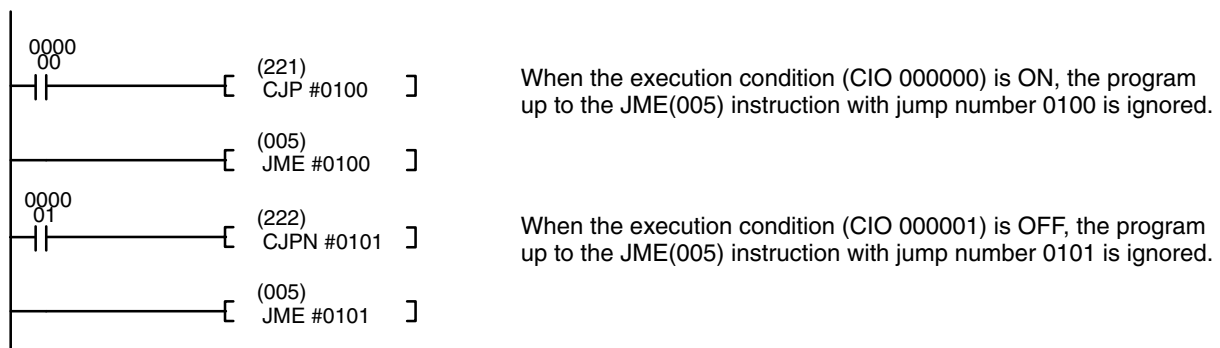 0000
00
(221)
CJP #0100
When the execution condition (CIO 000000) is ON, the program
up to the JME(005) instruction with jump number 0100 is ignored.
(005)
JME #0100
0000
01
(222)
CJPN #0101
When the execution condition (CIO 000001) is OFF, the program
up to the JME(005) instruction with jump number 0101 is ignored.
(005)
JME #0101